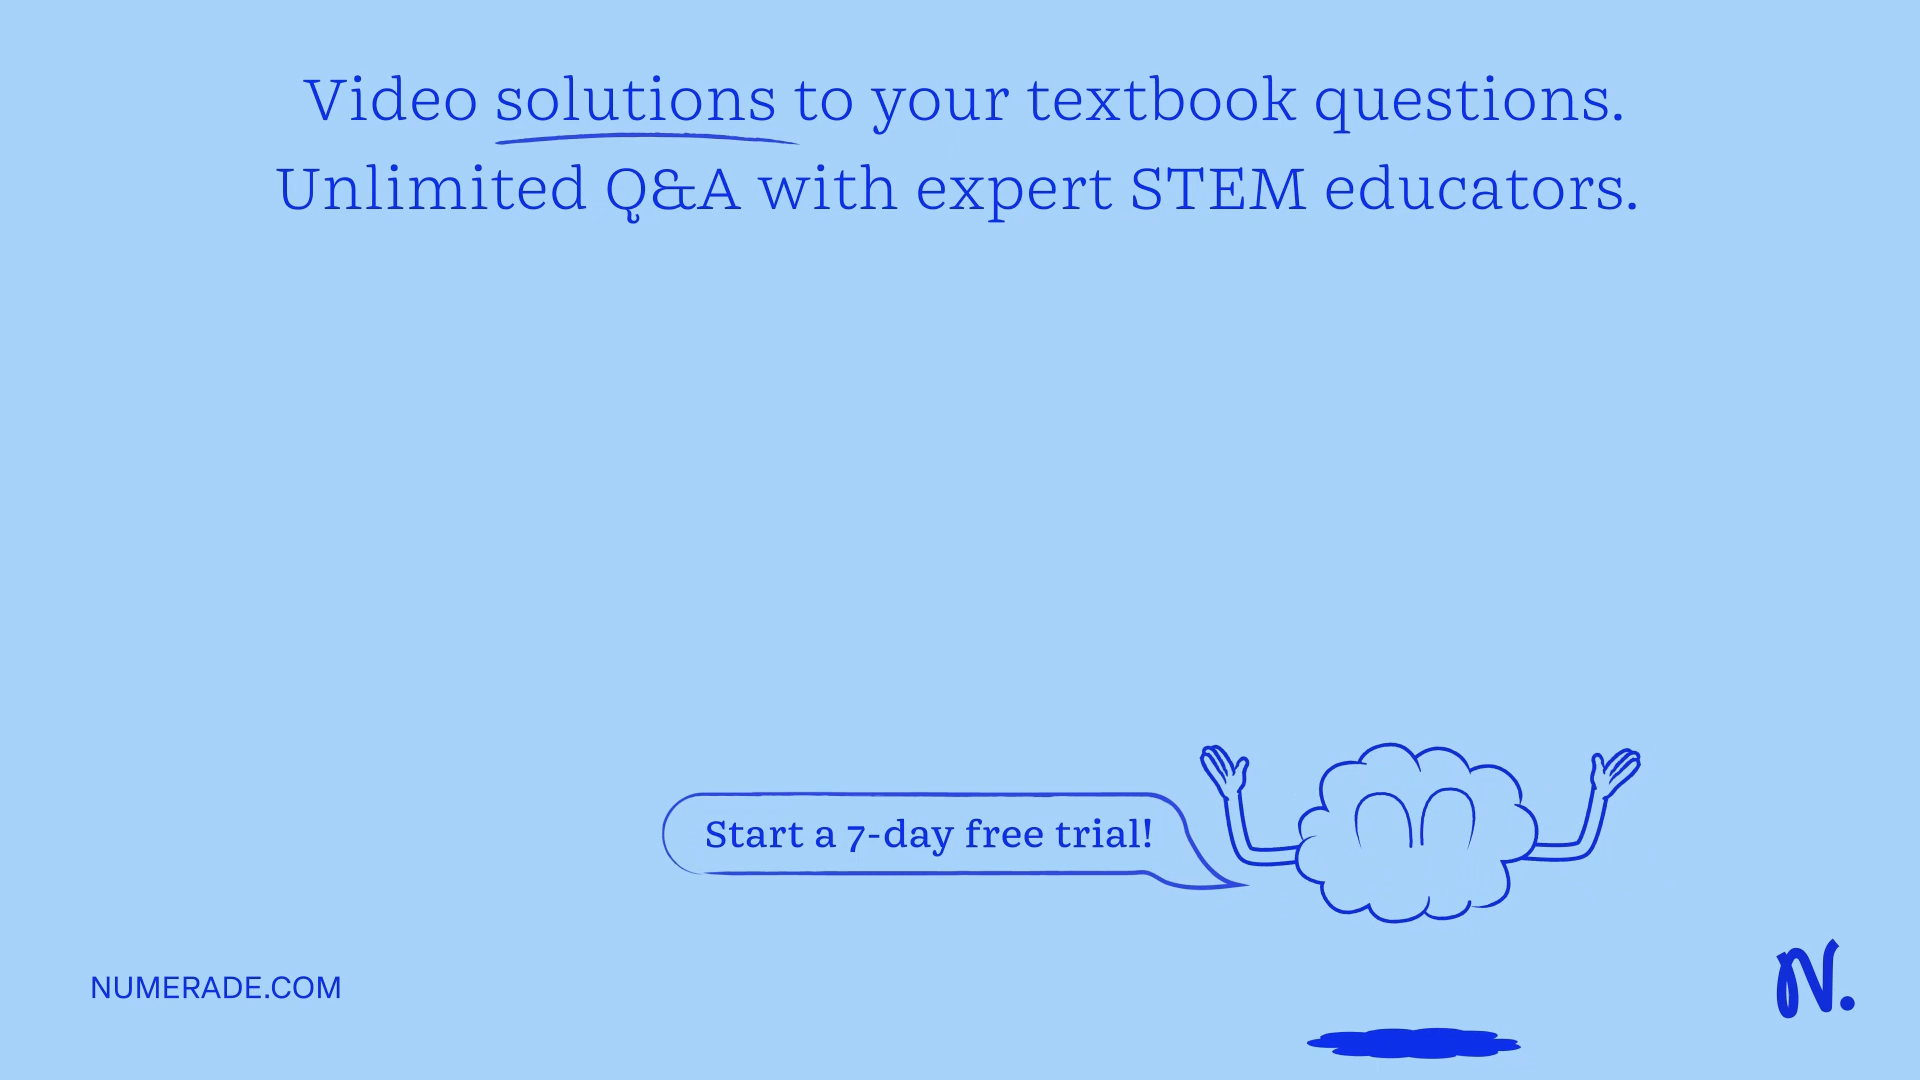 Video solutions to your textbook questions.
Unlimited Q&A with expert STEM educators.
Start a 7-day free trial!
NUMERADE.COM
N.